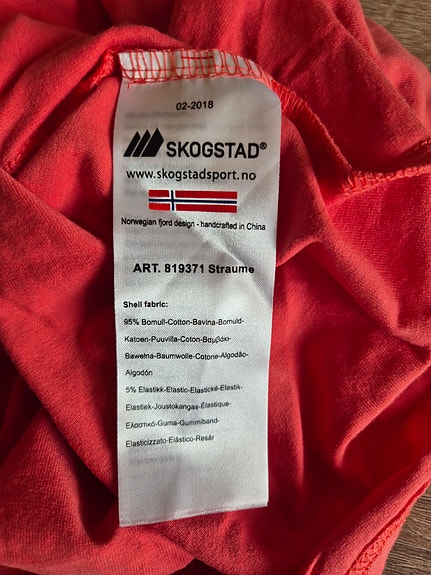 02-2018
SKOGSTAD®
www.skogstadsport.no
Norwegian fjord design - handcrafted in China
ART. 819371 Straume
Shell fabric:
95% Bomull-Cotton-Bavlna-Bomuld-
Katoen-Puuvilla-Coton-Βαμβάκι-
Bawełna-Baumwolle-Cotone-Algodão-
Algodón
5% Elastikk-Elastic-Elastické-Elastik-
Elastiek-Joustokangas-Élastique-
Ελαστικό-Guma-Gummiband-
Elasticizzato-Elástico-Resår